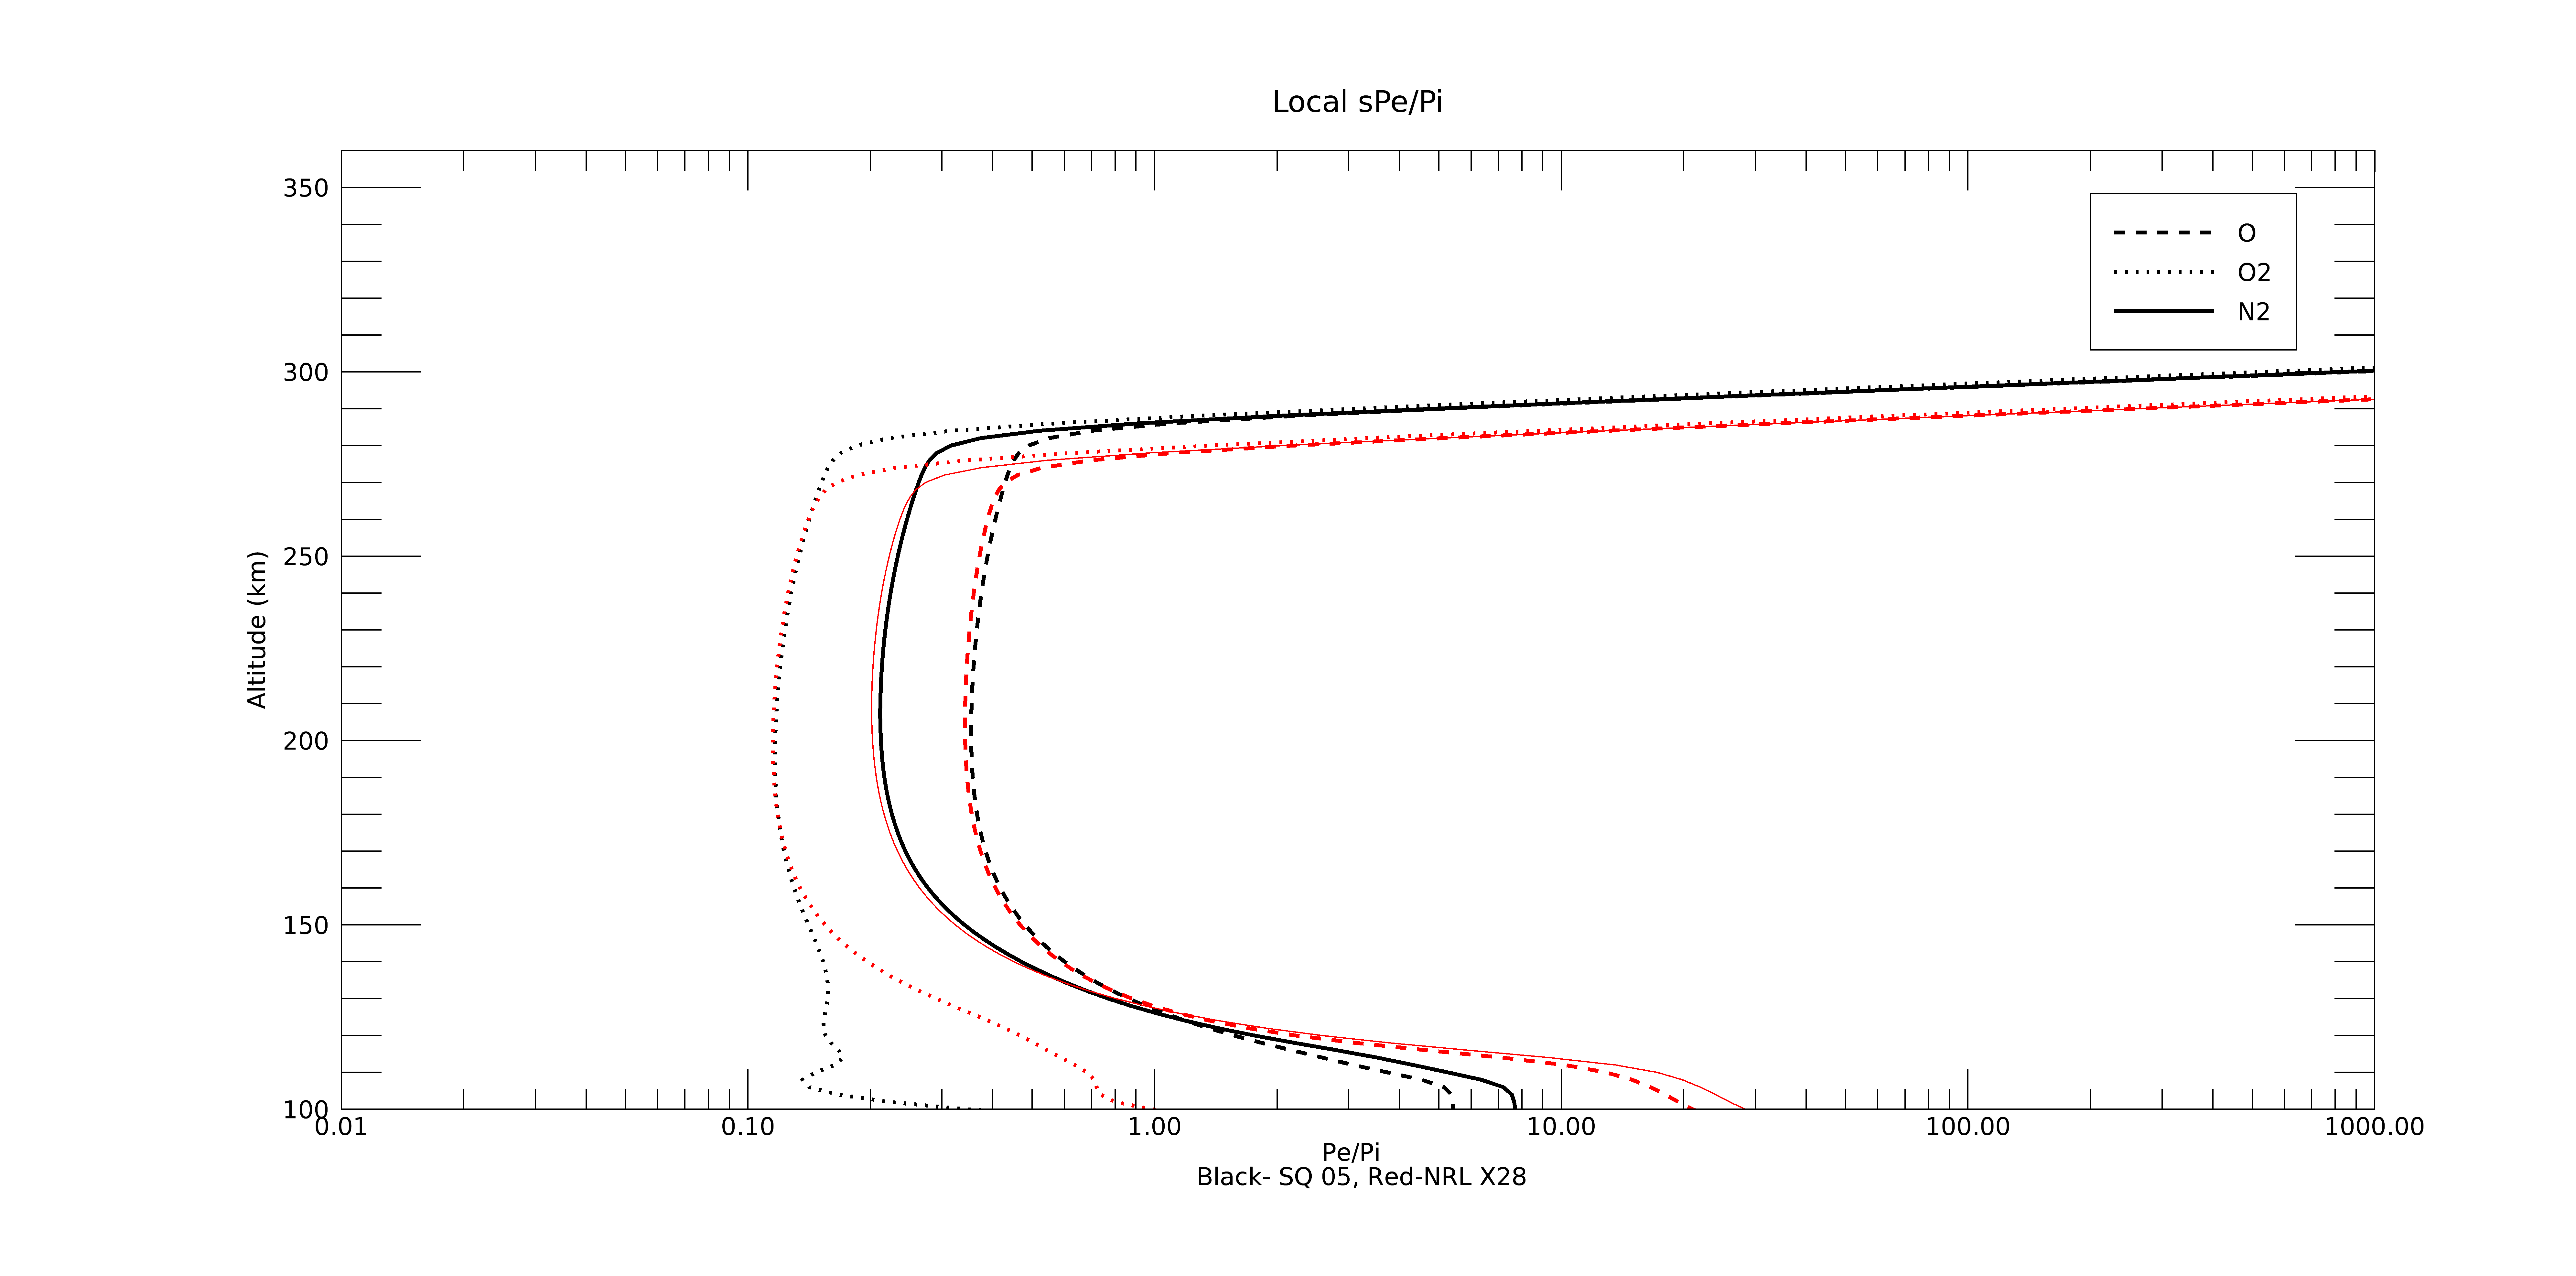 Local sPe/Pi
350
300
250
200
150
100
Altitude (km)
O
O2
N2
0.01
0.10
1.00
10.00
100.00
1000.00
Pe/Pi
Black- SQ 05, Red-NRL X28